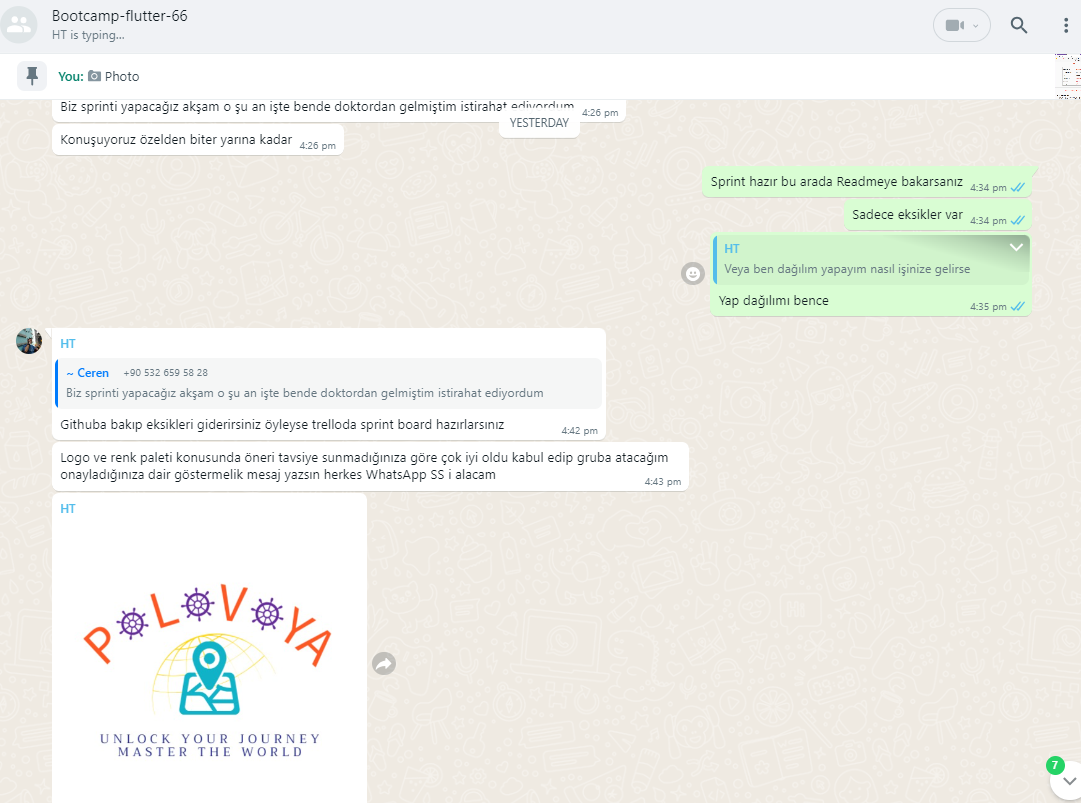 Bootcamp-flutter-66
HT is typing...
You: Photo
Biz sprinti yapacağız akşam o şu an işte bende doktordan gelmiştim istirahat ediyordum 4:26 pm
YESTERDAY
Konuşuyoruz özelden biter yarına kadar 4:26 pm
Sprint hazır bu arada Readmeye bakarsanız 4:34 pm
Sadece eksikler var 4:34 pm
HT
Veya ben dağılım yapayım nasıl işinize gelirse
Yap dağılımı bence 4:35 pm
HT
~ Ceren +90 532 659 58 28
Biz sprinti yapacağız akşam o şu an işte bende doktordan gelmiştim istirahat ediyordum
Githuba bakıp eksikleri giderirsiniz öyleyse trelloda sprint board hazırlarsınız 4:42 pm
Logo ve renk paleti konusunda öneri tavsiye sunmadığınıza göre çok iyi oldu kabul edip gruba atacağım
onayladığınıza dair göstermelik mesaj yazsın herkes WhatsApp SS i alacam 4:43 pm
HT
POLOVOYA
UNLOCK YOUR JOURNEY
MASTER THE WORLD
7